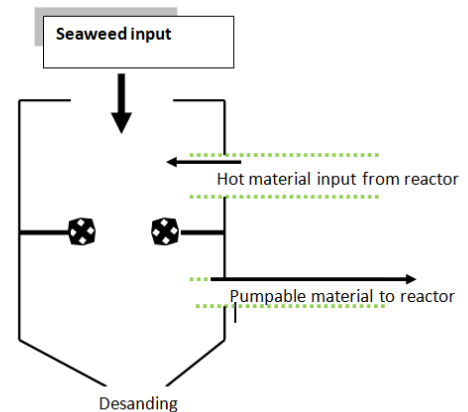 Seaweed input
Hot material input from reactor
Pumpable material to reactor
Desanding